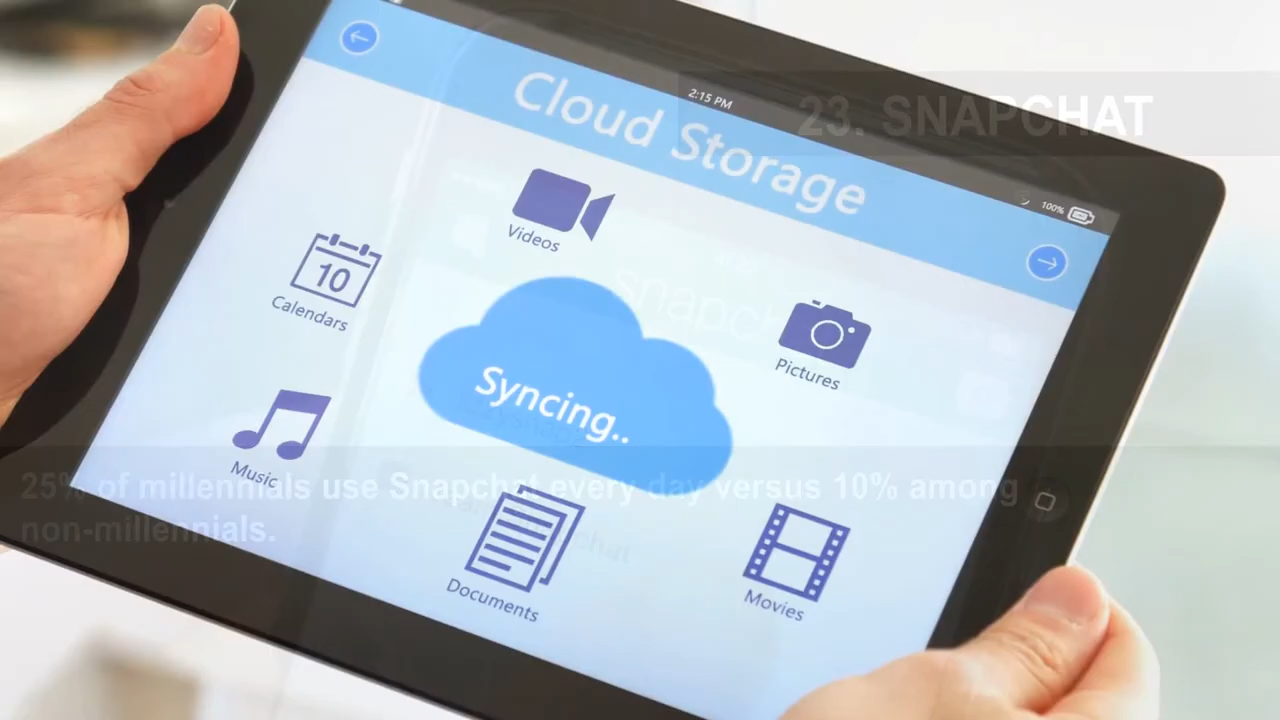 2:15 PM
100%
Cloud Storage
23. SNAPCHAT
Videos
Calendars
10
snapch
Pictures
Syncing..
Music
25% of millennials use Snapchat every day versus 10% among
non-millennials.
Documents
Movies